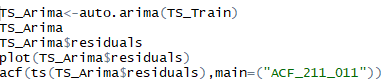 TS_Arima<-auto.arima(TS_Train)
TS_Arima
TS_Arima$residuals
plot(TS_Arima$residuals)
acf(ts(TS_Arima$residuals),main=("ACF_211_011"))